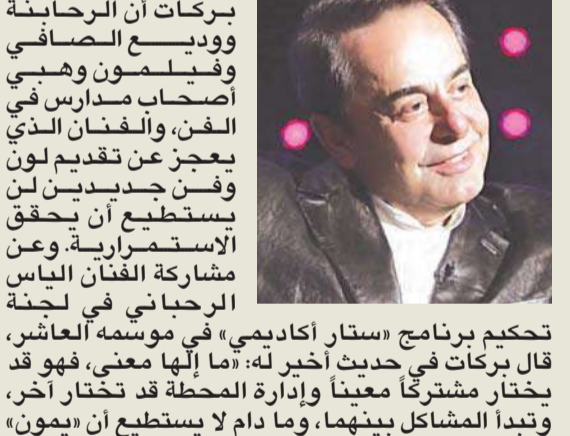 بركات أن الرحابنة
ووديع الصافي
وفيلمون وهبي
أصحاب مدارس في
الفن، والفنان الذي
يعجز عن تقديم لون
وفن جديدين لن
يستطيع أن يحقق
الاستمرارية. وعن
مشاركة الفنان الياس
الرحباني في لجنة
تحكيم برنامج «ستار أكاديمي» في موسمه العاشر،
قال بركات في حديث أخير له: «ما إلها معنى، فهو قد
يختار مشتركاً معيناً وإدارة المحطة قد تختار آخر،
وتبدأ المشاكل بينهما، وما دام لا يستطيع أن «يمون»